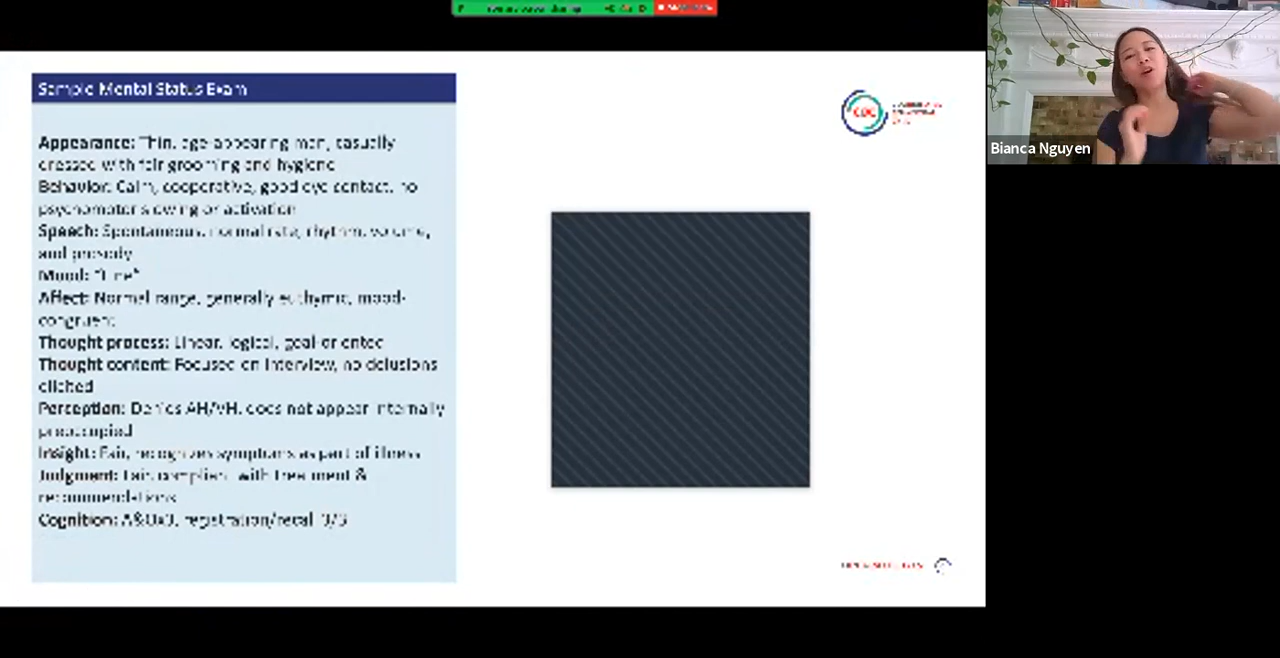 Sample Mental Status Exam
Appearance: Thin, age-appearing man, casually
dressed with fair grooming and hygiene
Behavior: Calm, cooperative, good eye contact, no
psychomotor slowing or activation
Speech: Spontaneous, normal rate, rhythm, volume,
and prosody
Mood: "Fine"
Affect: Normal range, generally euthymic, mood-
congruent
Thought process: Linear, logical, goal-oriented
Thought content: Focused on interview, no delusions
elicited
Perception: Denies AH/VH, does not appear internally
preoccupied
Insight: Fair, recognizes symptoms as part of illness
Judgment: Fair, compliant with treatment &
recommendations
Cognition: A&Ox3, registration/recall 3/3
Bianca Nguyen